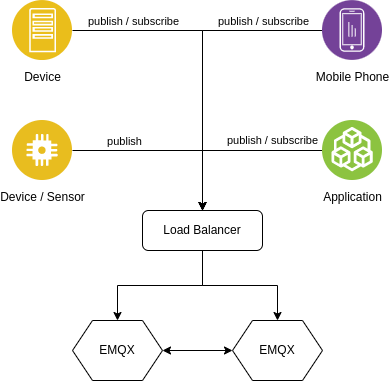 publish / subscribe
publish / subscribe
Device
Mobile Phone
publish
publish / subscribe
Device / Sensor
Application
Load Balancer
EMQX
EMQX